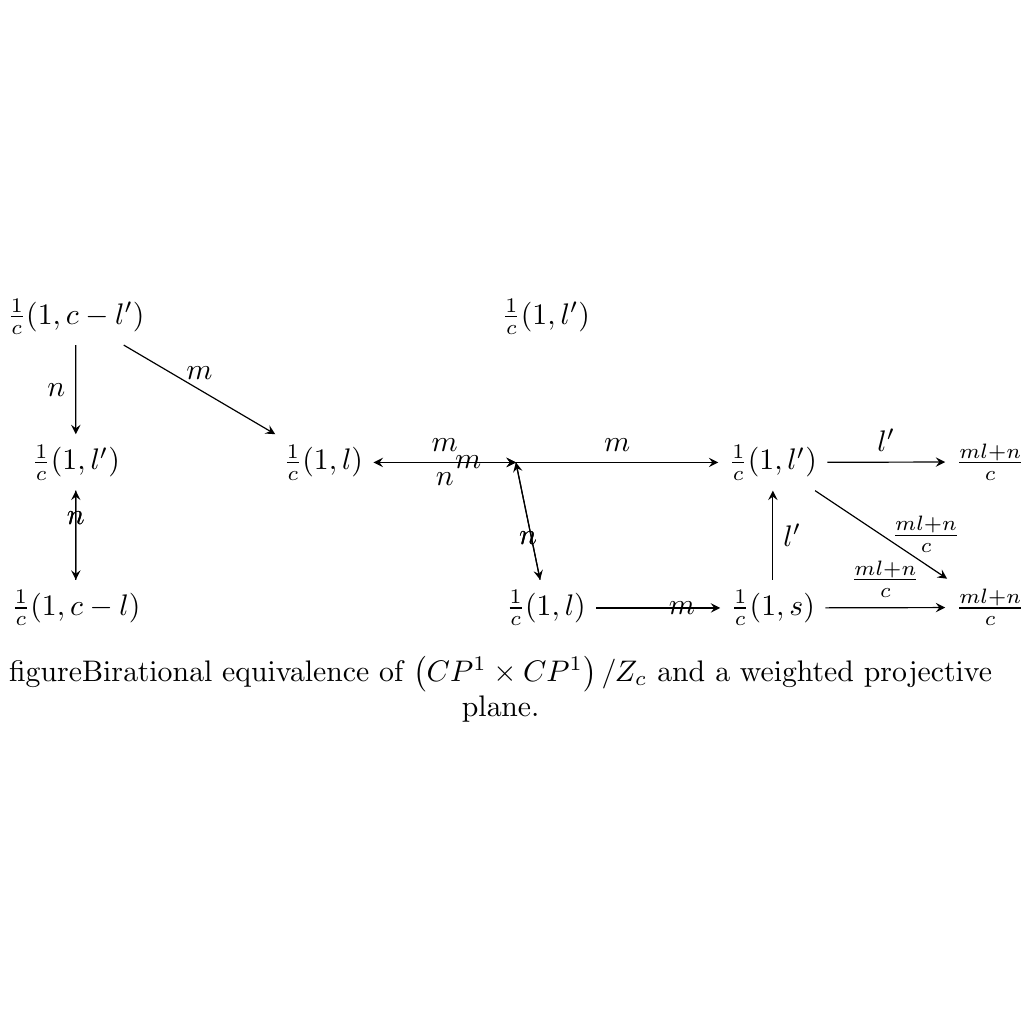 $\frac{1}{c}(1, c-l')$ $\frac{1}{c}(1, l')$
$m$
$n$
$m$ $m$ $l'$
$\frac{1}{c}(1, l')$ $\frac{1}{c}(1, l)$ $m$ $\frac{1}{c}(1, l')$ $\frac{ml+n}{c}$
$n$
$n$ $n$ $l'$ $\frac{ml+n}{c}$
$\frac{ml+n}{c}$
$\frac{1}{c}(1, c-l)$ $\frac{1}{c}(1, l)$ $m$ $\frac{1}{c}(1, s)$ $\frac{ml+n}{c}$
figureBirational equivalence of $\left(CP^1 \times CP^1\right)/Z_c$ and a weighted projective
plane.